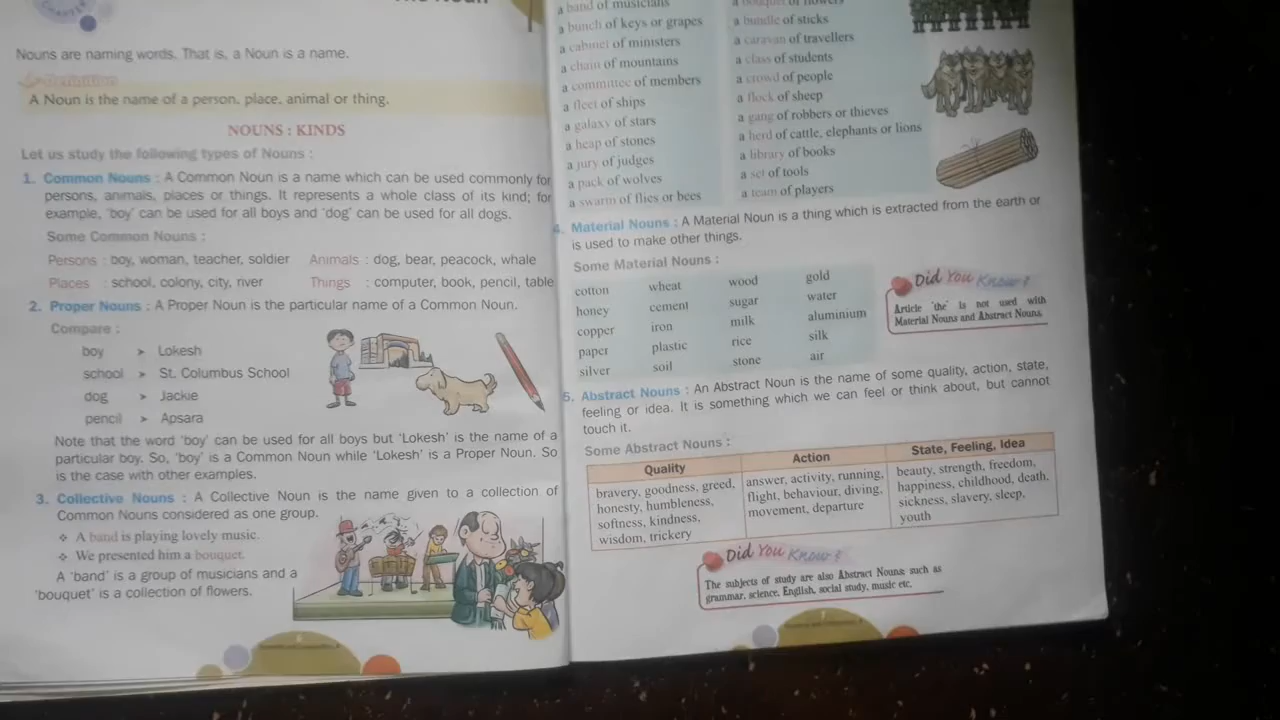 The Noun
Nouns are naming words. That is, a Noun is a name.
Definition
A Noun is the name of a person, place, animal or thing.
NOUNS : KINDS
Let us study the following types of Nouns :
1. Common Nouns : A Common Noun is a name which can be used commonly for
persons, animals, places or things. It represents a whole class of its kind; for
example, 'boy' can be used for all boys and 'dog' can be used for all dogs.
Some Common Nouns :
Persons : boy, woman, teacher, soldier Animals : dog, bear, peacock, whale
Places : school, colony, city, river Things : computer, book, pencil, table
2. Proper Nouns : A Proper Noun is the particular name of a Common Noun.
Compare :
boy ➤ Lokesh
school ➤ St. Columbus School
dog ➤ Jackie
pencil ➤ Apsara
Note that the word 'boy' can be used for all boys but 'Lokesh' is the name of a
particular boy. So, 'boy' is a Common Noun while 'Lokesh' is a Proper Noun. So
is the case with other examples.
3. Collective Nouns : A Collective Noun is the name given to a collection of
Common Nouns considered as one group.
❖ A band is playing lovely music.
❖ We presented him a bouquet.
A 'band' is a group of musicians and a
'bouquet' is a collection of flowers.
a band of musicians a bouquet of flowers
a bunch of keys or grapes a bundle of sticks
a cabinet of ministers a caravan of travellers
a chain of mountains a class of students
a committee of members a crowd of people
a fleet of ships a flock of sheep
a galaxy of stars a gang of robbers or thieves
a heap of stones a herd of cattle, elephants or lions
a jury of judges a library of books
a pack of wolves a set of tools
a swarm of flies or bees a team of players
4. Material Nouns : A Material Noun is a thing which is extracted from the earth or
is used to make other things.
Some Material Nouns :
cotton wheat wood gold
honey cement sugar water
copper iron milk aluminium
paper plastic rice silk
silver soil stone air
Did You Know?
Article 'the' is not used with
Material Nouns and Abstract Nouns.
5. Abstract Nouns : An Abstract Noun is the name of some quality, action, state,
feeling or idea. It is something which we can feel or think about, but cannot
touch it.
Some Abstract Nouns :
Quality Action State, Feeling, Idea
bravery, goodness, greed, answer, activity, running, beauty, strength, freedom,
honesty, humbleness, flight, behaviour, diving, happiness, childhood, death,
softness, kindness, movement, departure sickness, slavery, sleep,
wisdom, trickery youth
Did You Know?
The subjects of study are also Abstract Nouns; such as
grammar, science, English, social study, music etc.